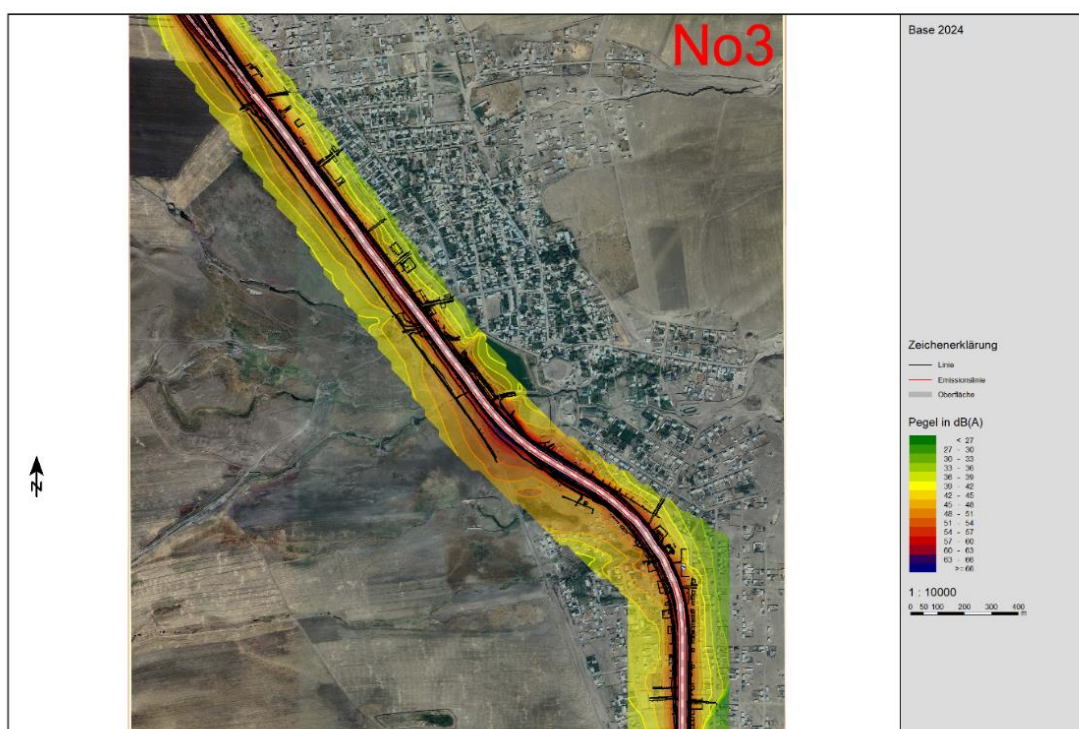 No3
Base 2024
Zeichenerklärung
Linie
Emissionslinie
Oberfläche
Pegel in dB(A)
< 27
27 - 30
30 - 33
33 - 36
36 - 39
39 - 42
42 - 45
45 - 48
48 - 51
51 - 54
54 - 57
57 - 60
60 - 63
63 - 66
>= 66
1 : 10000
0 50 100 200 300 400
m
N